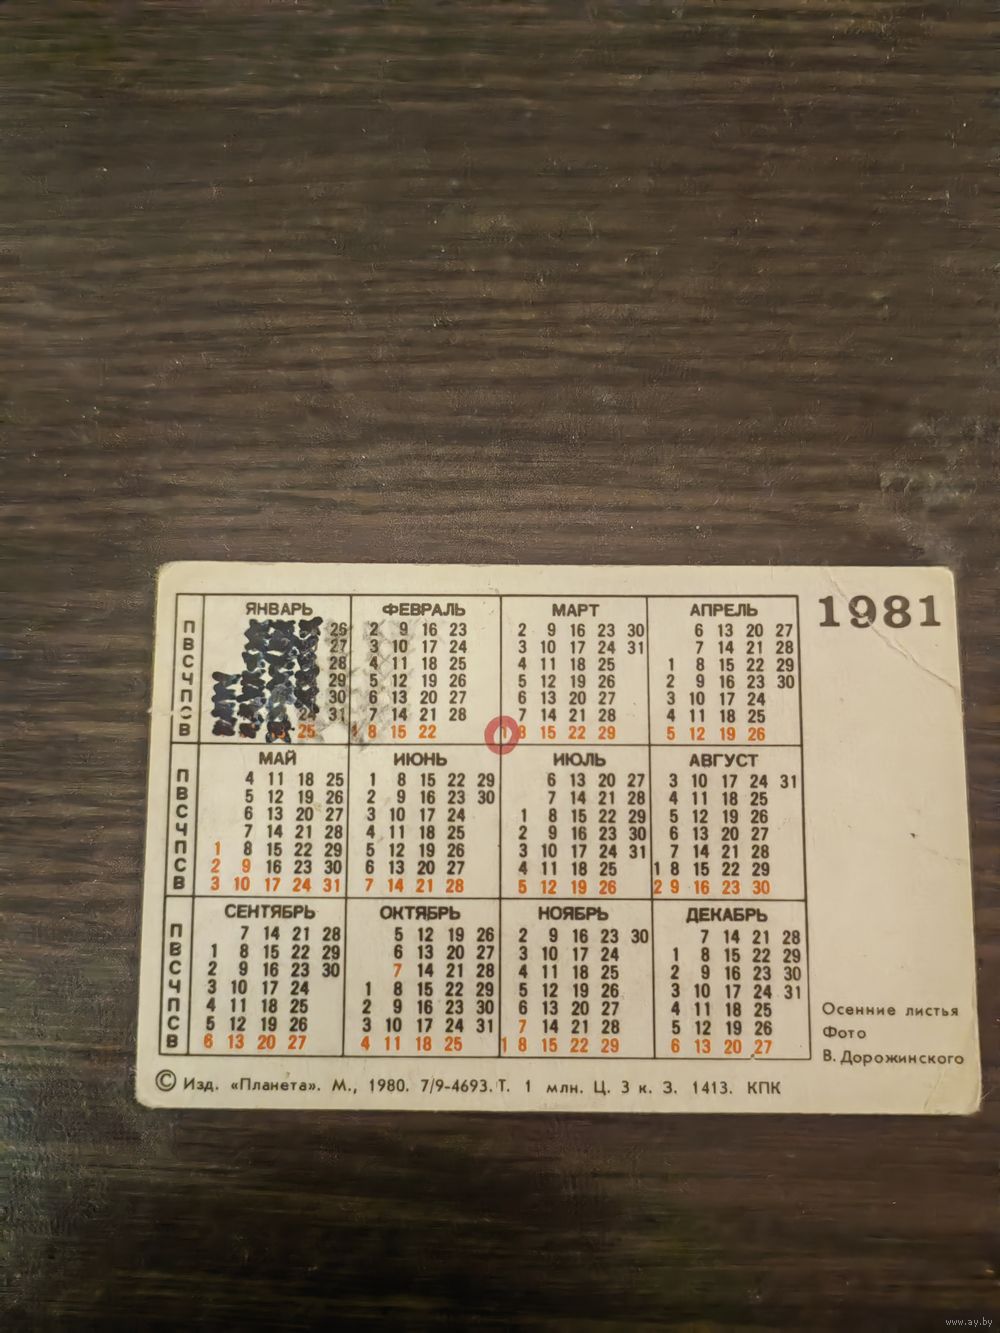 1981
ЯНВАРЬ ФЕВРАЛЬ МАРТ АПРЕЛЬ
П 26 2 9 16 23 2 9 16 23 30 6 13 20 27
В 27 3 10 17 24 3 10 17 24 31 7 14 21 28
С 28 4 11 18 25 4 11 18 25 1 8 15 22 29
Ч 29 5 12 19 26 5 12 19 26 2 9 16 23 30
П 30 6 13 20 27 6 13 20 27 3 10 17 24
С 24 31 7 14 21 28 7 14 21 28 4 11 18 25
В 25 1 8 15 22 1 8 15 22 29 5 12 19 26
МАЙ ИЮНЬ ИЮЛЬ АВГУСТ
П 4 11 18 25 1 8 15 22 29 6 13 20 27 3 10 17 24 31
В 5 12 19 26 2 9 16 23 30 7 14 21 28 4 11 18 25
С 6 13 20 27 3 10 17 24 1 8 15 22 29 5 12 19 26
Ч 7 14 21 28 4 11 18 25 2 9 16 23 30 6 13 20 27
П 1 8 15 22 29 5 12 19 26 3 10 17 24 31 7 14 21 28
С 2 9 16 23 30 6 13 20 27 4 11 18 25 1 8 15 22 29
В 3 10 17 24 31 7 14 21 28 5 12 19 26 2 9 16 23 30
СЕНТЯБРЬ ОКТЯБРЬ НОЯБРЬ ДЕКАБРЬ
П 7 14 21 28 5 12 19 26 2 9 16 23 30 7 14 21 28
В 1 8 15 22 29 6 13 20 27 3 10 17 24 1 8 15 22 29
С 2 9 16 23 30 7 14 21 28 4 11 18 25 2 9 16 23 30
Ч 3 10 17 24 1 8 15 22 29 5 12 19 26 3 10 17 24 31
П 4 11 18 25 2 9 16 23 30 6 13 20 27 4 11 18 25
С 5 12 19 26 3 10 17 24 31 7 14 21 28 5 12 19 26
В 6 13 20 27 4 11 18 25 1 8 15 22 29 6 13 20 27
Осенние листья
Фото
В. Дорожинского
© Изд. «Планета». М., 1980. 7/9-4693. Т. 1 млн. Ц. 3 к. З. 1413. КПК
www.ay.by